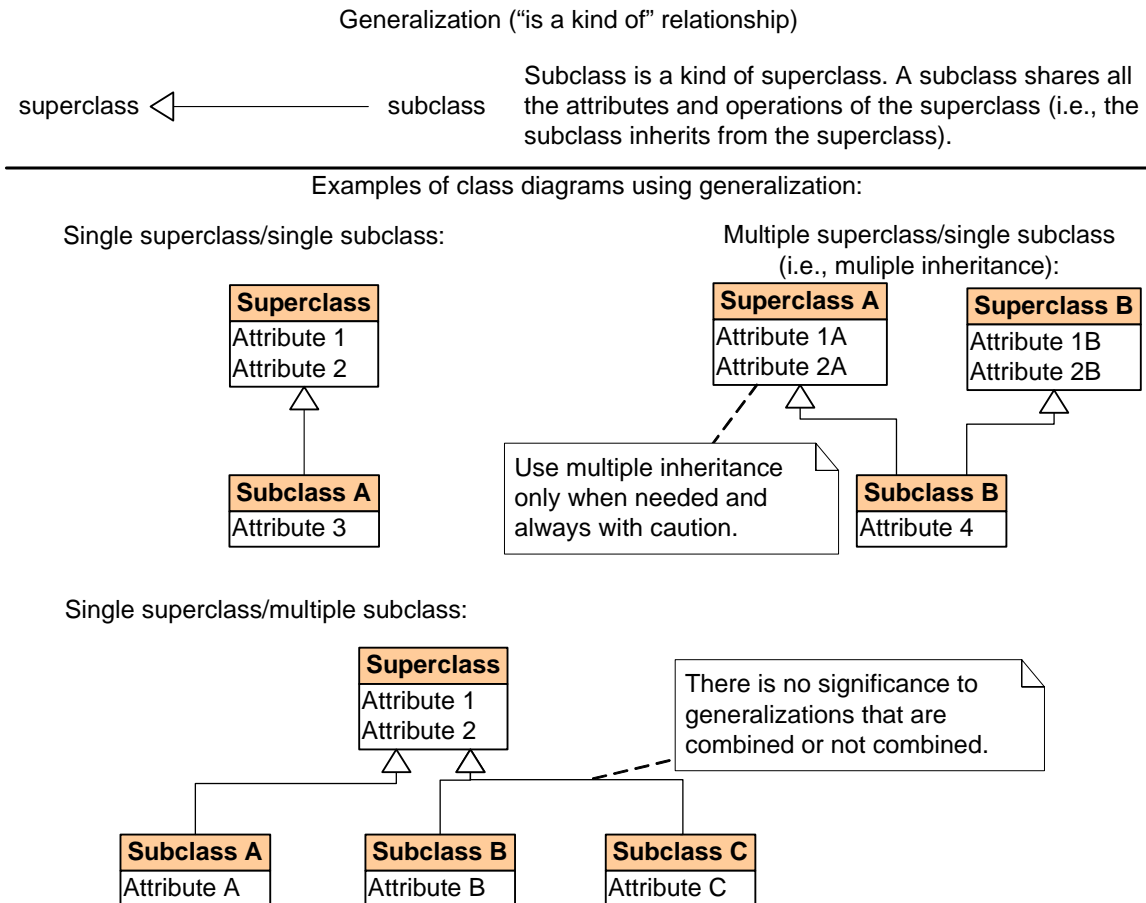 Generalization (“is a kind of” relationship)
superclass
subclass
Subclass is a kind of superclass. A subclass shares all
the attributes and operations of the superclass (i.e., the
subclass inherits from the superclass).
Examples of class diagrams using generalization:
Single superclass/single subclass:
Superclass
Attribute 1
Attribute 2
Subclass A
Attribute 3
Multiple superclass/single subclass
(i.e., muliple inheritance):
Superclass A
Attribute 1A
Attribute 2A
Superclass B
Attribute 1B
Attribute 2B
Use multiple inheritance
only when needed and
always with caution.
Subclass B
Attribute 4
Single superclass/multiple subclass:
Superclass
Attribute 1
Attribute 2
There is no significance to
generalizations that are
combined or not combined.
Subclass A
Attribute A
Subclass B
Attribute B
Subclass C
Attribute C